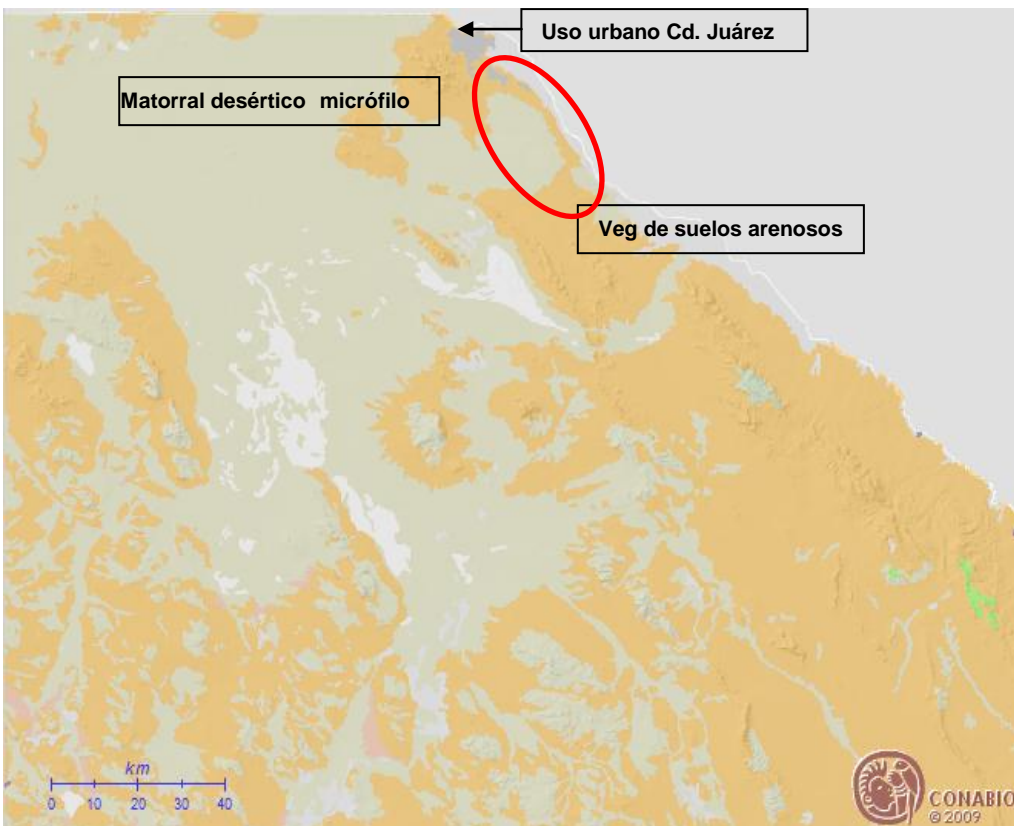 Uso urbano Cd. Juárez
Matorral desértico micrófilo
Veg de suelos arenosos
km
0 10 20 30 40
CONABIO
© 2009